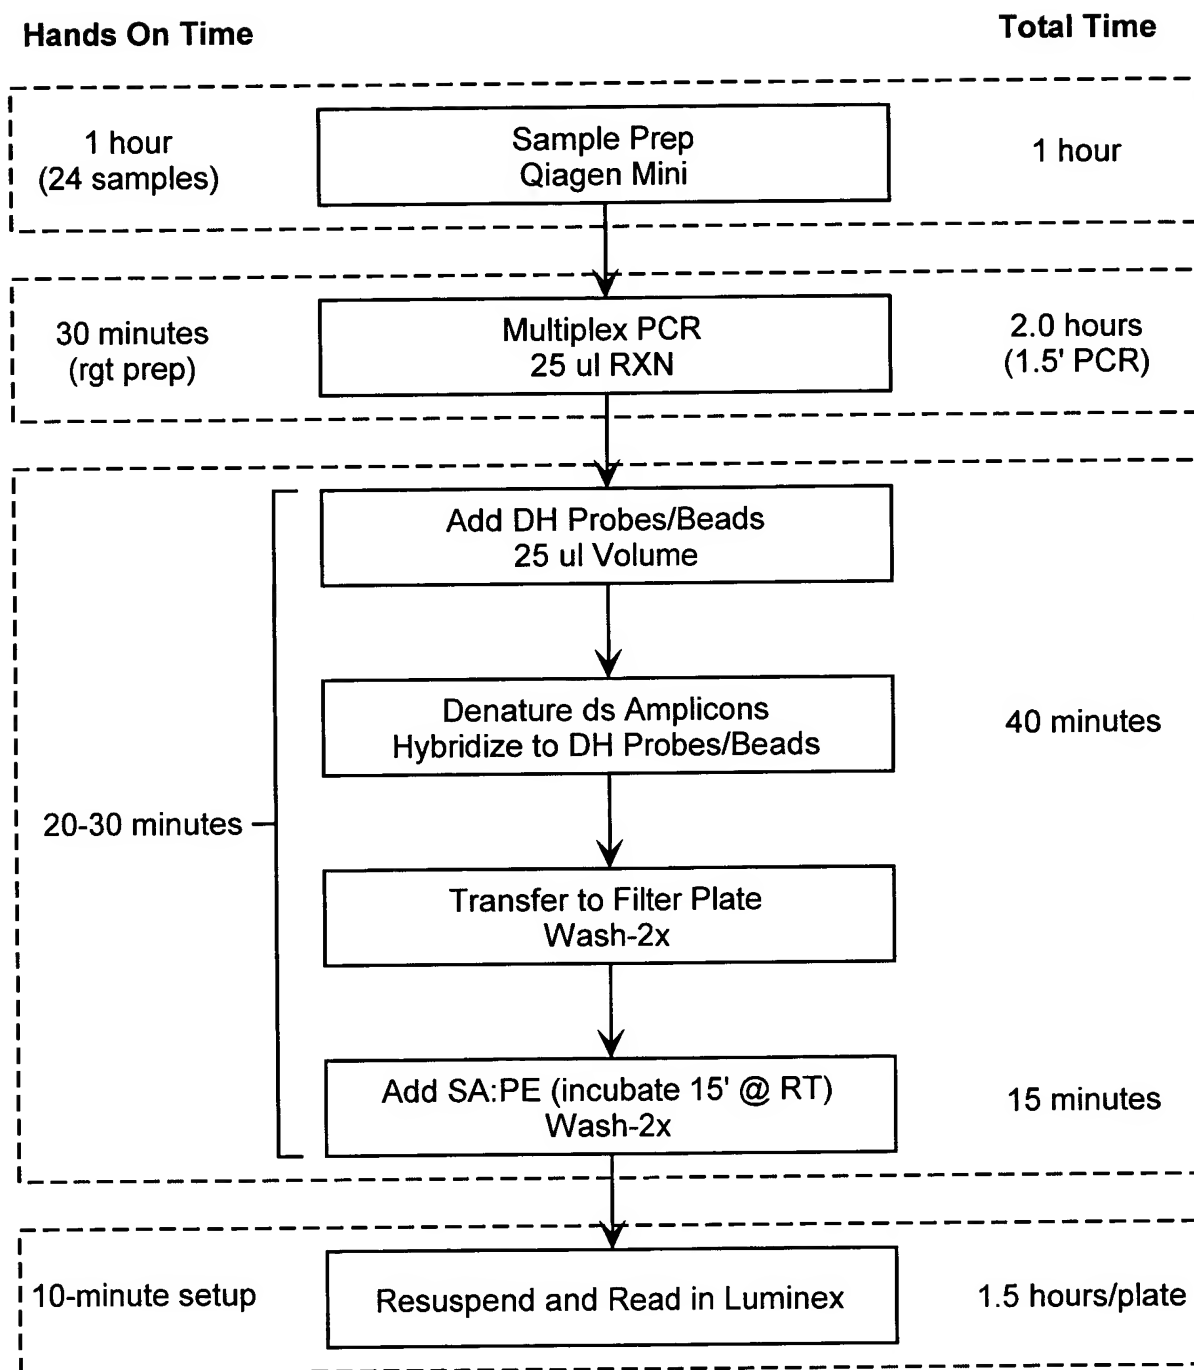 Hands On Time
Total Time
1 hour
(24 samples)
Sample Prep
Qiagen Mini
1 hour
30 minutes
(rgt prep)
Multiplex PCR
25 ul RXN
2.0 hours
(1.5' PCR)
Add DH Probes/Beads
25 ul Volume
Denature ds Amplicons
Hybridize to DH Probes/Beads
40 minutes
20-30 minutes
Transfer to Filter Plate
Wash-2x
Add SA:PE (incubate 15' @ RT)
Wash-2x
15 minutes
10-minute setup
Resuspend and Read in Luminex
1.5 hours/plate